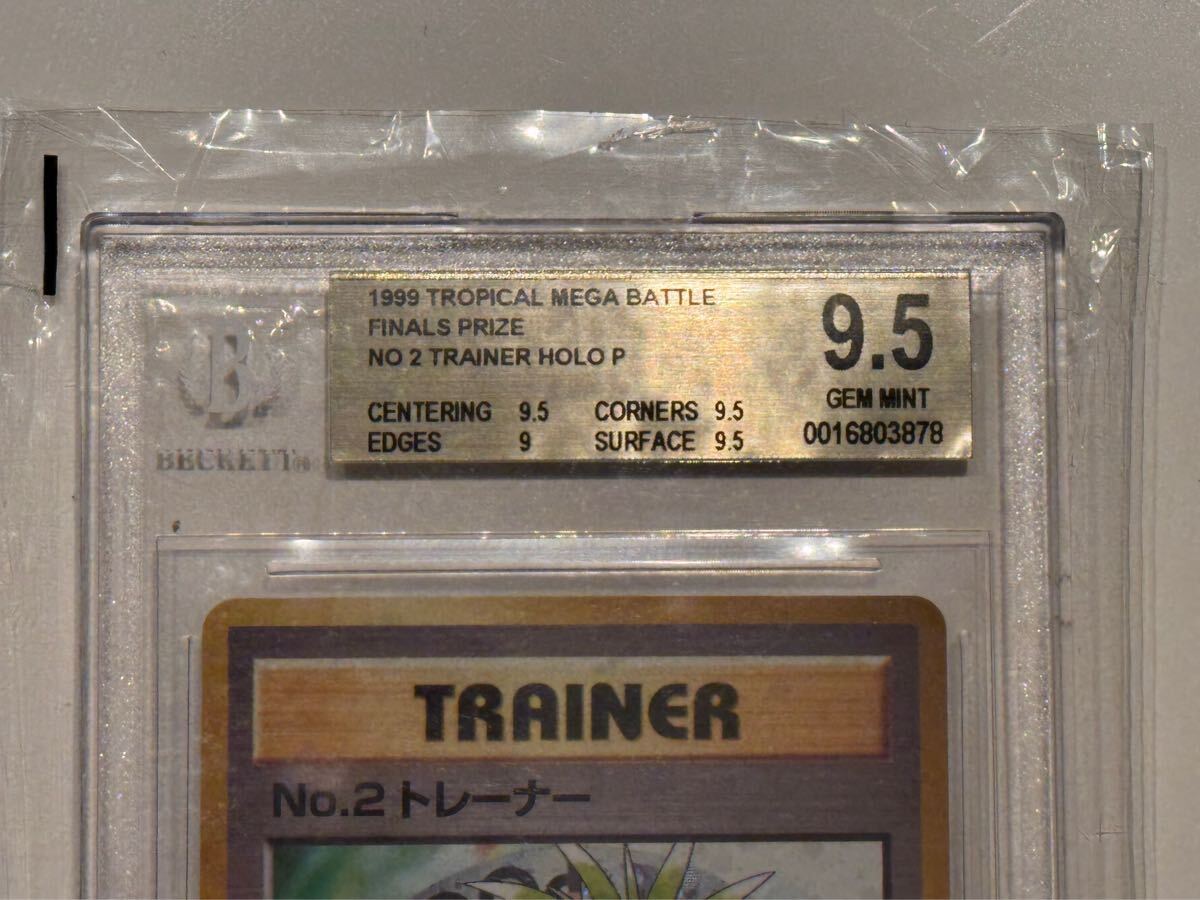 B
BECKETT®
1999 TROPICAL MEGA BATTLE
FINALS PRIZE
NO 2 TRAINER HOLO P
9.5
GEM MINT
0016803878
CENTERING 9.5 CORNERS 9.5
EDGES 9 SURFACE 9.5
TRAINER
No.2トレーナー